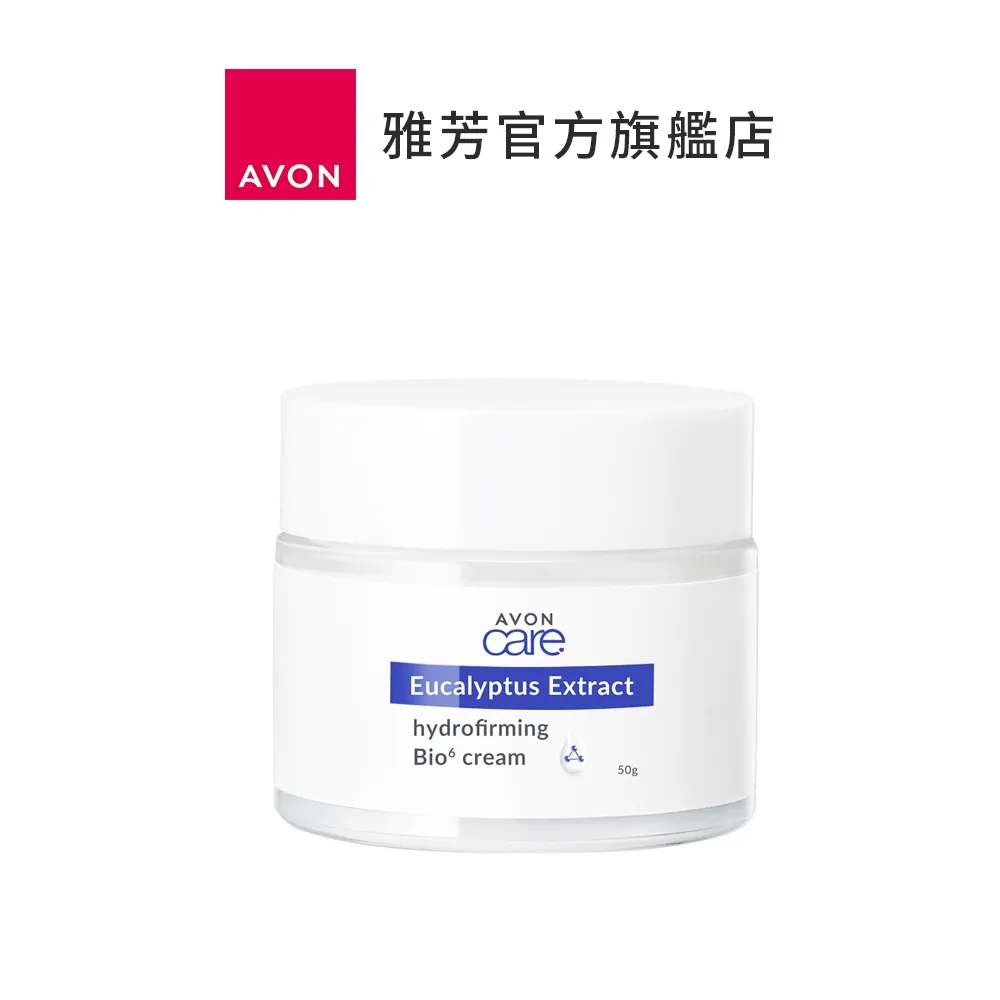 AVON
雅芳官方旗艦店
AVON
care
Eucalyptus Extract
hydrofirming
Bio⁶ cream
50g